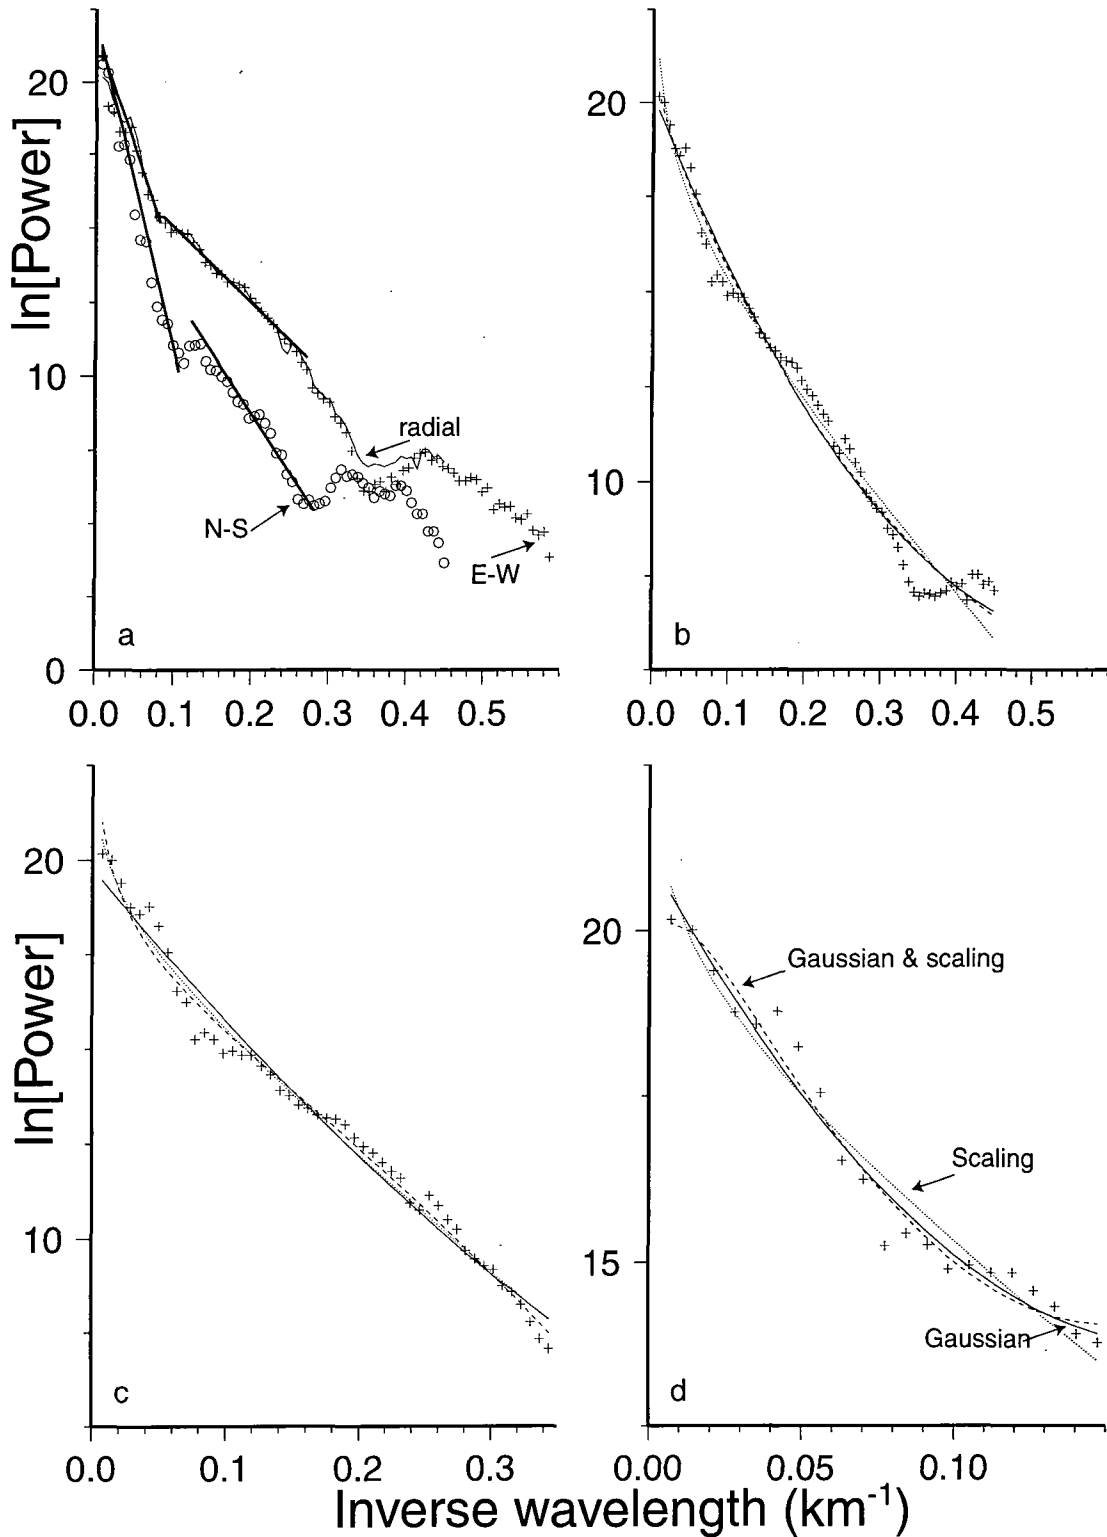 ln[Power]
20
10
0
radial
N-S
E-W
a
0.0 0.1 0.2 0.3 0.4 0.5
20
10
b
0.0 0.1 0.2 0.3 0.4 0.5
ln[Power]
20
10
c
0.0 0.1 0.2 0.3
20
15
Gaussian & scaling
Scaling
Gaussian
d
0.00 0.05 0.10
Inverse wavelength (km⁻¹)